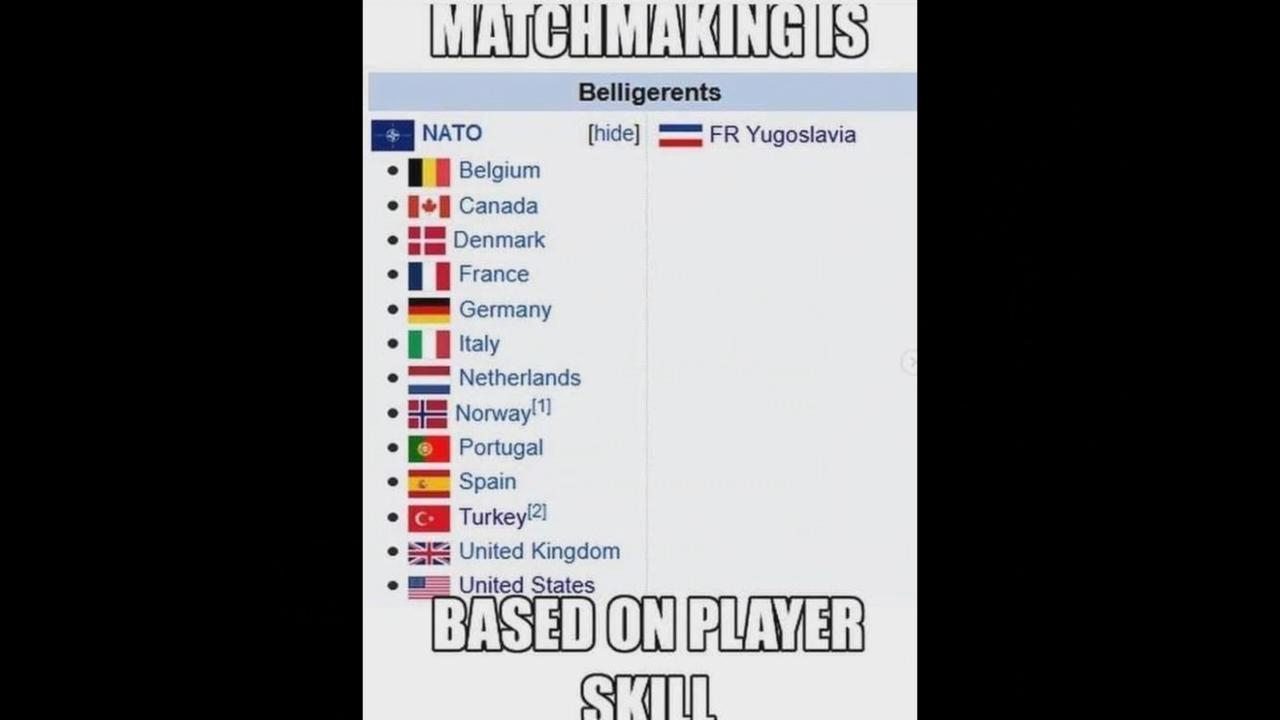 MATCHMAKING IS
Belligerents
NATO [hide] FR Yugoslavia
Belgium
Canada
Denmark
France
Germany
Italy
Netherlands
Norway[1]
Portugal
Spain
Turkey[2]
United Kingdom
United States
BASED ON PLAYER
SKILL